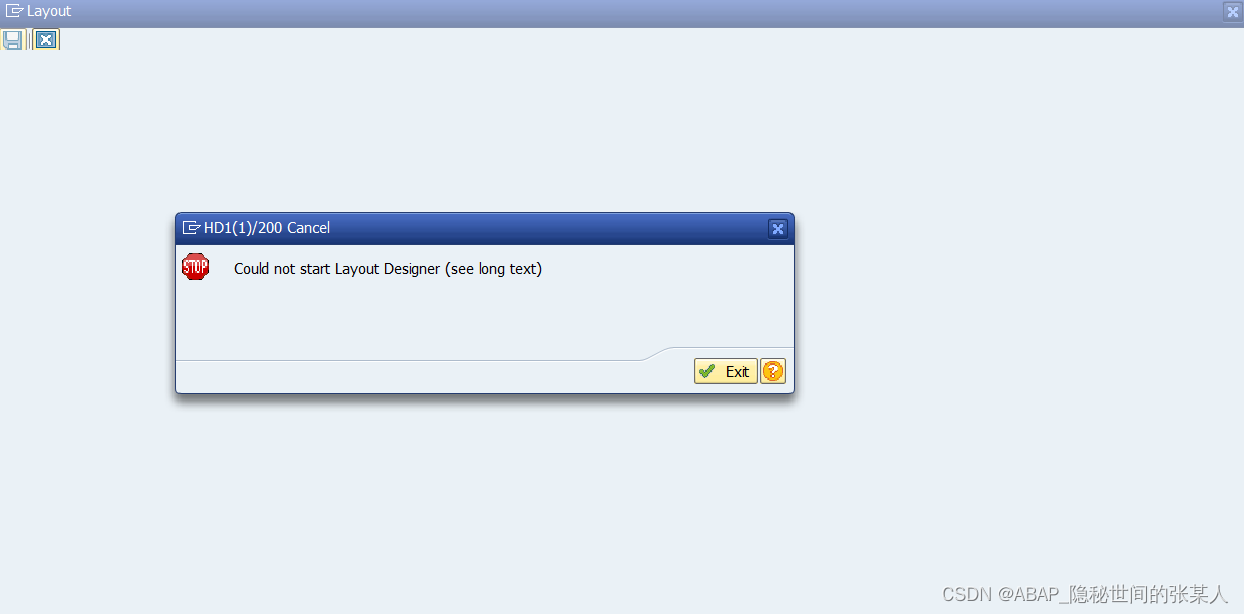 Layout
HD1(1)/200 Cancel
STOP
Could not start Layout Designer (see long text)
Exit
CSDN @ABAP_隐秘世间的张某人